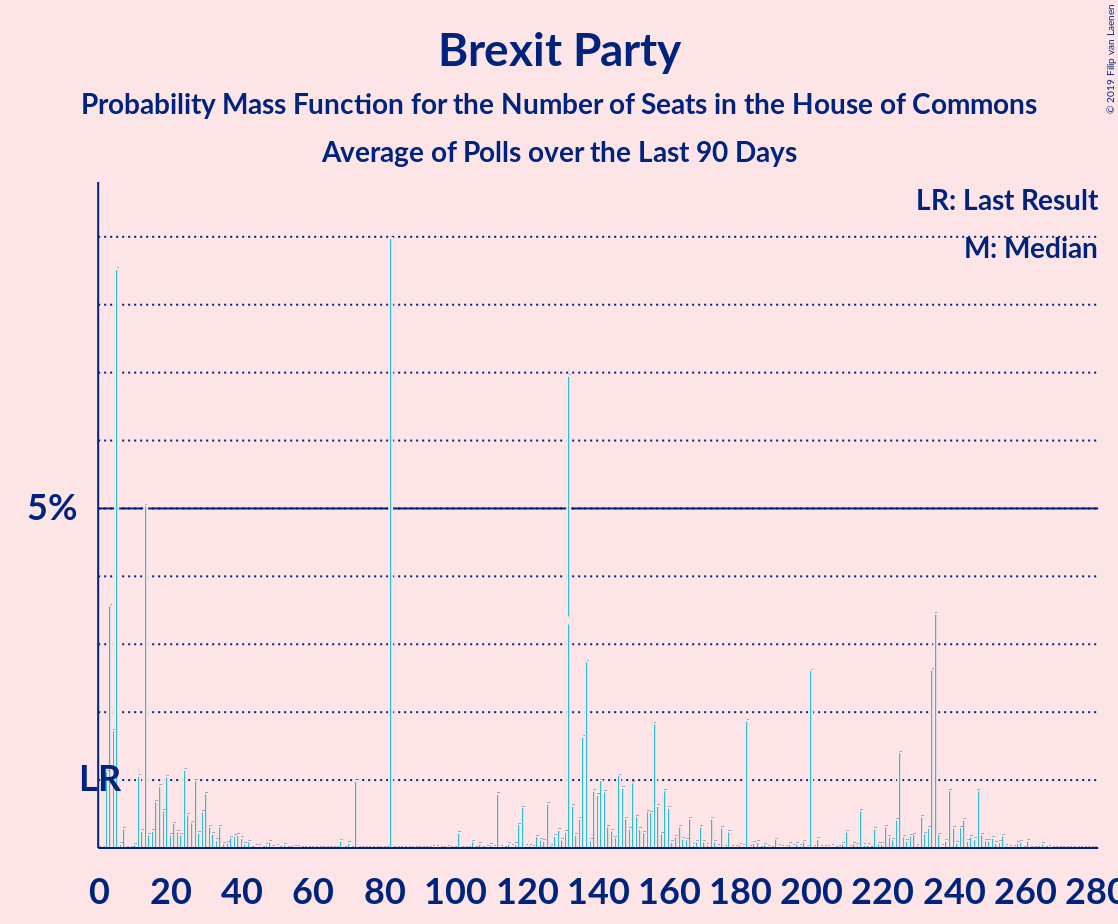 Brexit Party
Probability Mass Function for the Number of Seats in the House of Commons
Average of Polls over the Last 90 Days
© 2019 Filip van Laenen
LR: Last Result
M: Median
5%
LR
0 20 40 60 80 100 120 140 160 180 200 220 240 260 280